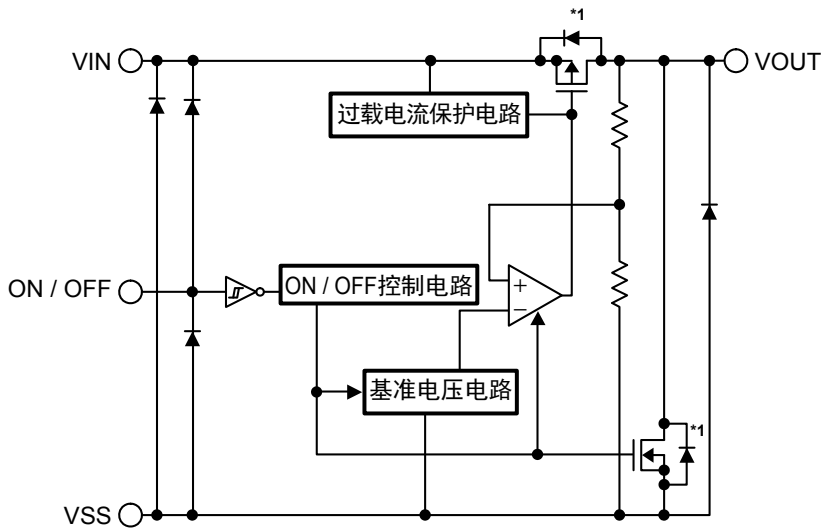 *1
VIN
VOUT
过载电流保护电路
ON / OFF
ON / OFF控制电路
+
−
基准电压电路
*1
VSS